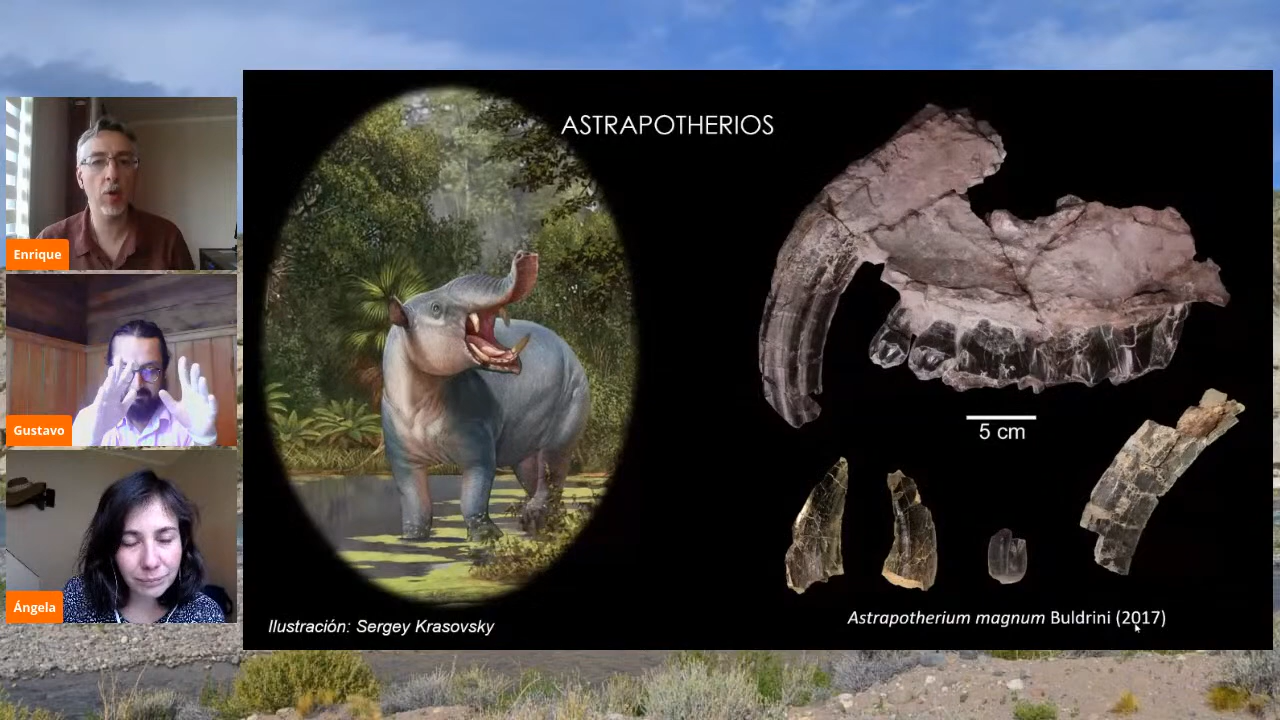 Enrique
Gustavo
Ángela
ASTRAPOTHERIOS
5 cm
Ilustración: Sergey Krasovsky
Astrapotherium magnum Buldrini (2017)